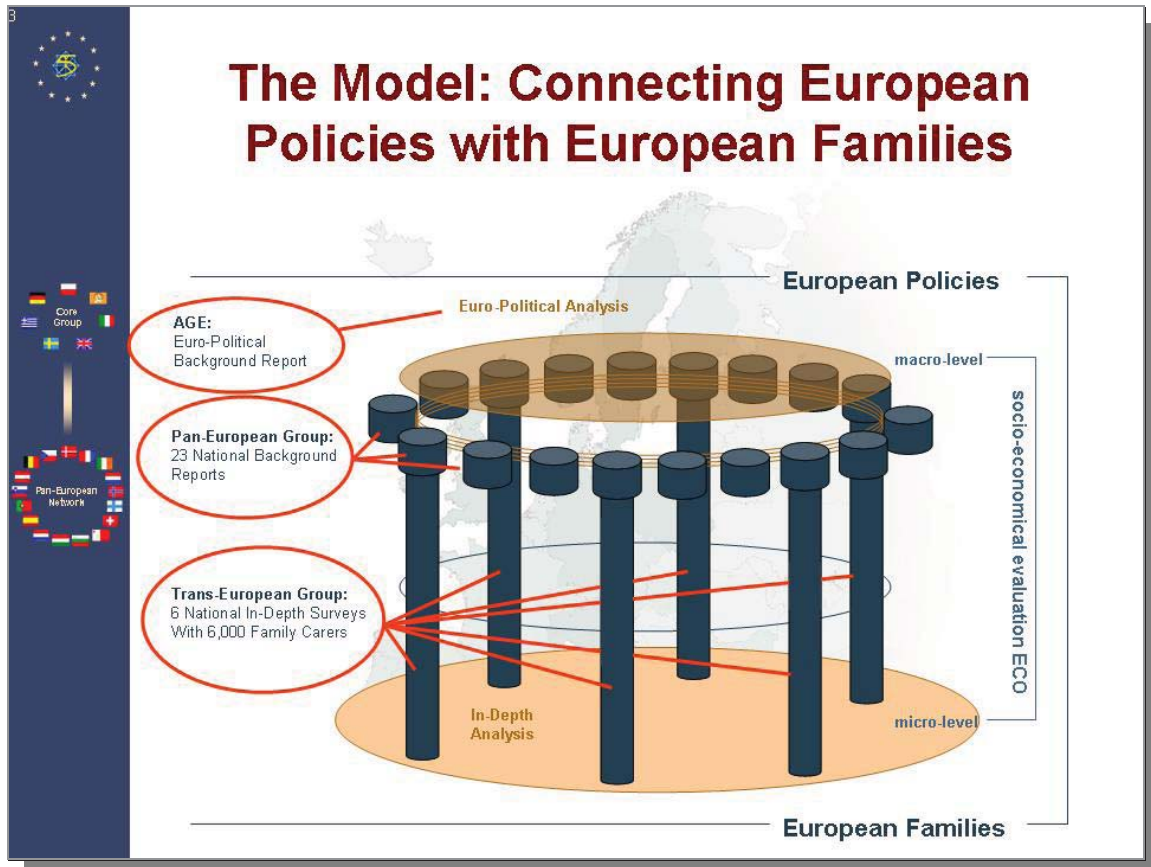 3
The Model: Connecting European
Policies with European Families
European Policies
Euro-Political Analysis
AGE:
Euro-Political
Background Report
macro-level
Core
Group
Pan-European Group:
23 National Background
Reports
socio-economical evaluation ECO
Pan-European
Network
Trans-European Group:
6 National In-Depth Surveys
With 6,000 Family Carers
In-Depth
Analysis
micro-level
European Families